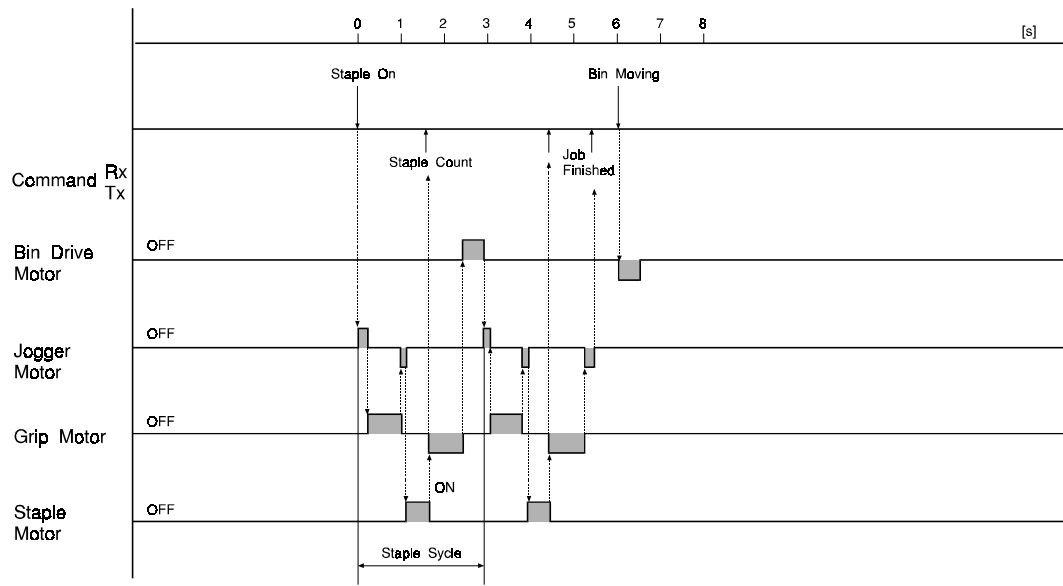 0 1 2 3 4 5 6 7 8
[s]
Staple On
Bin Moving
Staple Count
Job
Finished
Command Rx
Tx
Bin Drive
Motor
OFF
Jogger
Motor
OFF
Grip Motor
OFF
ON
Staple
Motor
OFF
Staple Sycle